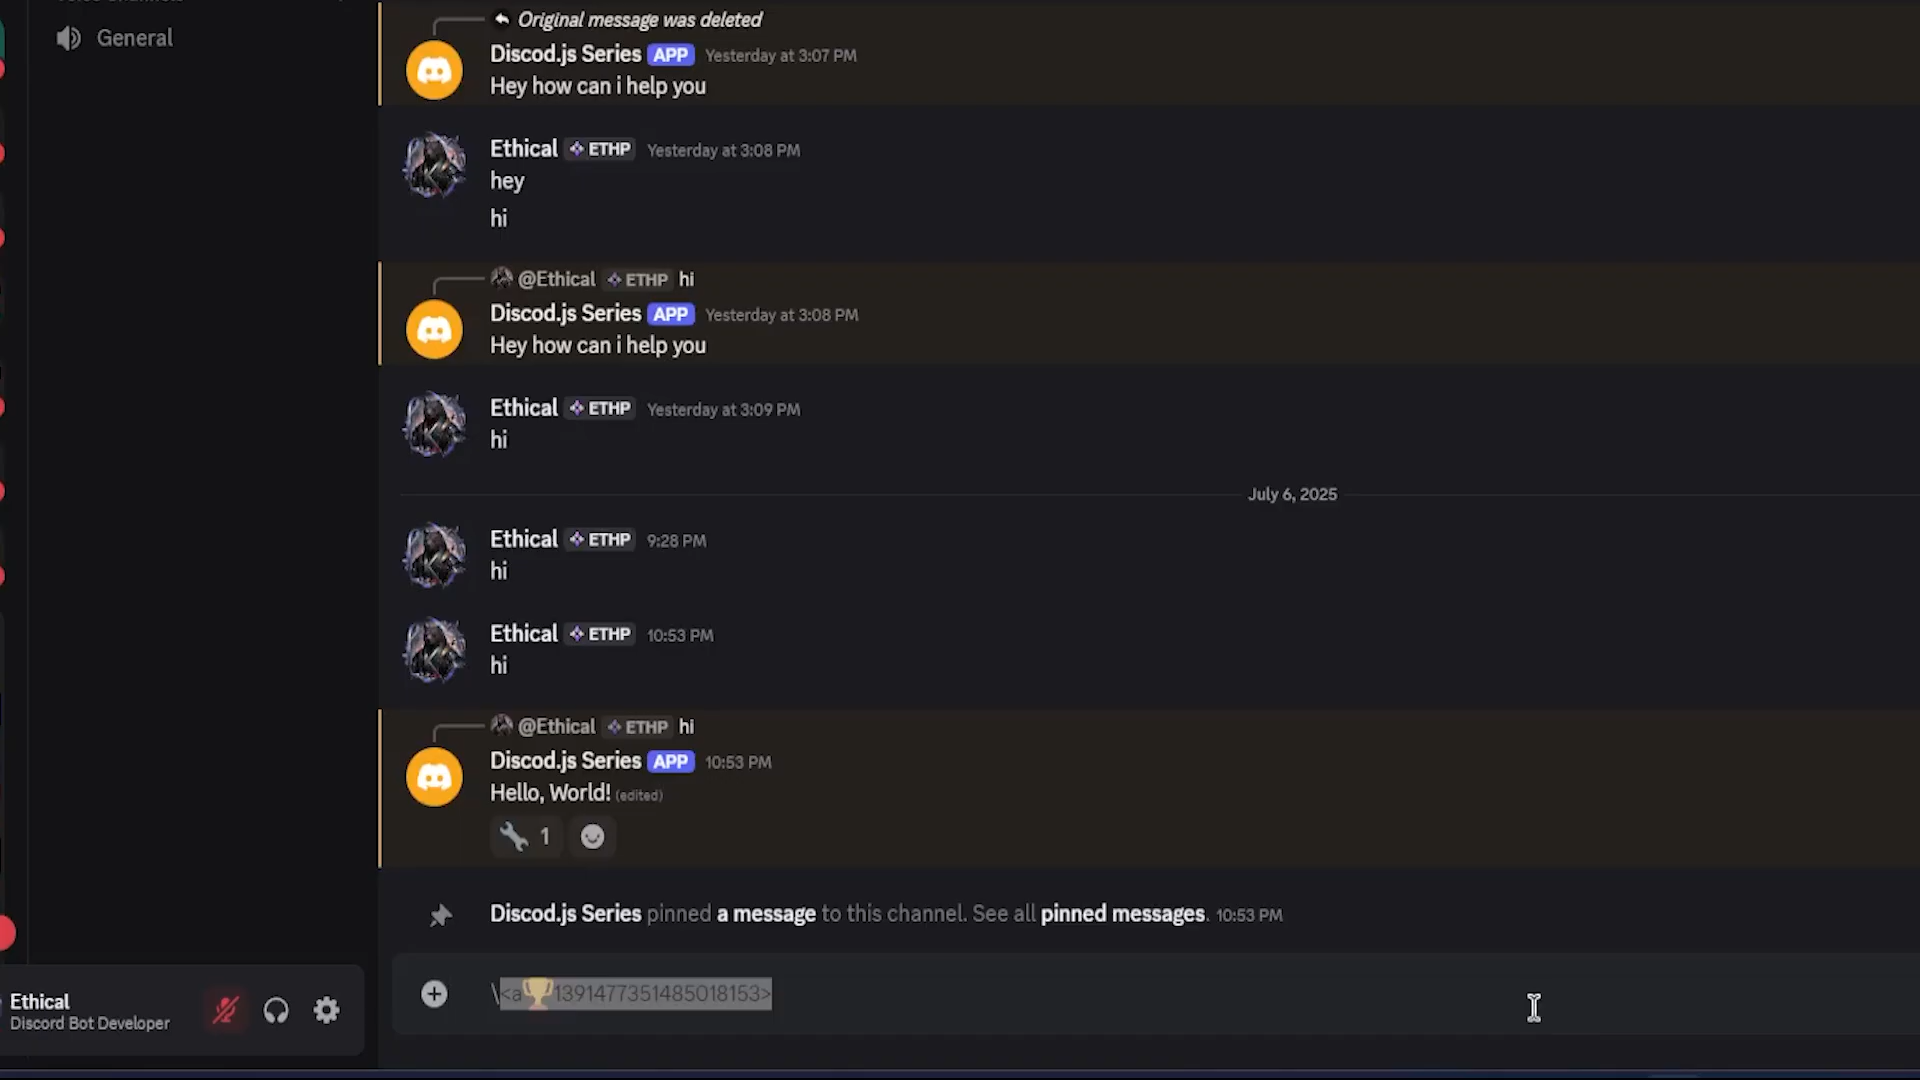 General
Original message was deleted
Discod.js Series APP Yesterday at 3:07 PM
Hey how can i help you
Ethical ETHP Yesterday at 3:08 PM
hey
hi
@Ethical ETHP hi
Discod.js Series APP Yesterday at 3:08 PM
Hey how can i help you
Ethical ETHP Yesterday at 3:09 PM
hi
July 6, 2025
Ethical ETHP 9:28 PM
hi
Ethical ETHP 10:53 PM
hi
@Ethical ETHP hi
Discod.js Series APP 10:53 PM
Hello, World! (edited)
1
Discod.js Series pinned a message to this channel. See all pinned messages. 10:53 PM
\<a🏆1391477351485018153>
Ethical
Discord Bot Developer